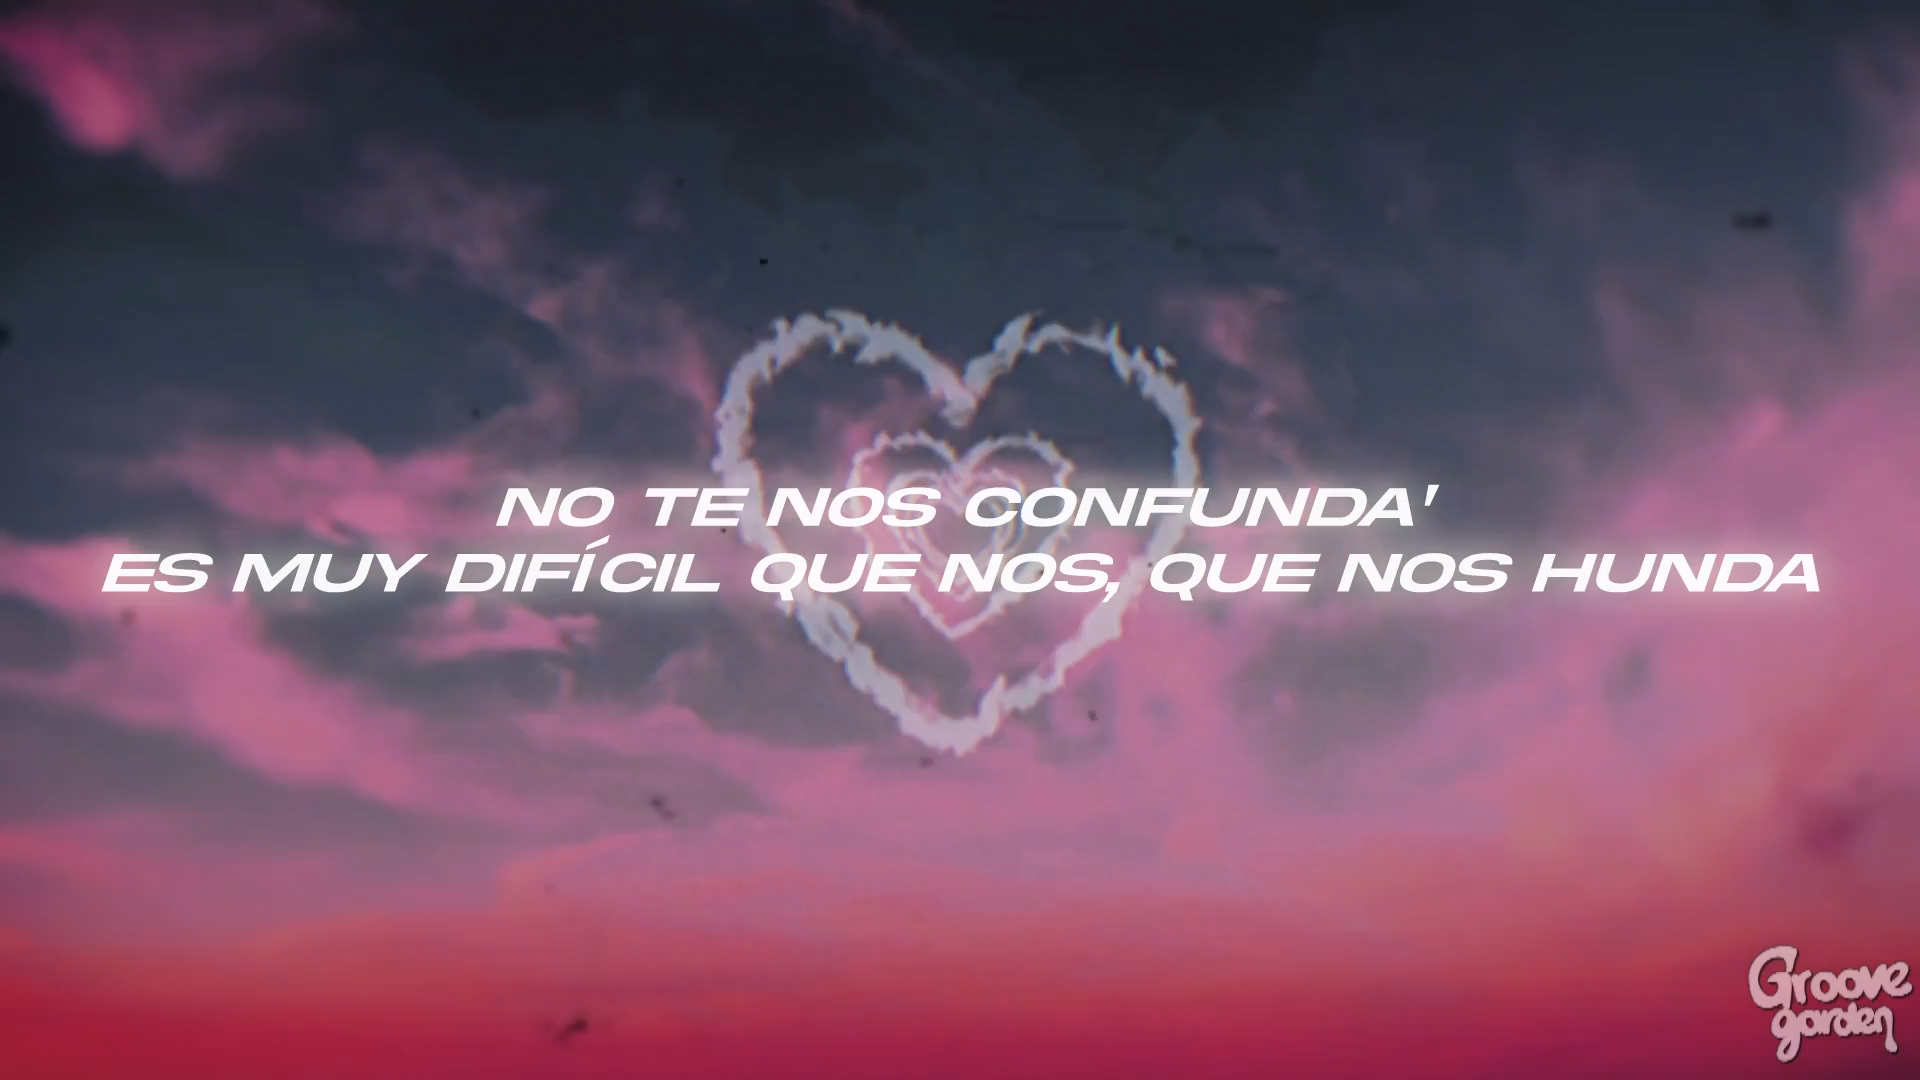 NO TE NOS CONFUNDA'
ES MUY DIFÍCIL QUE NOS, QUE NOS HUNDA
Groove
garden